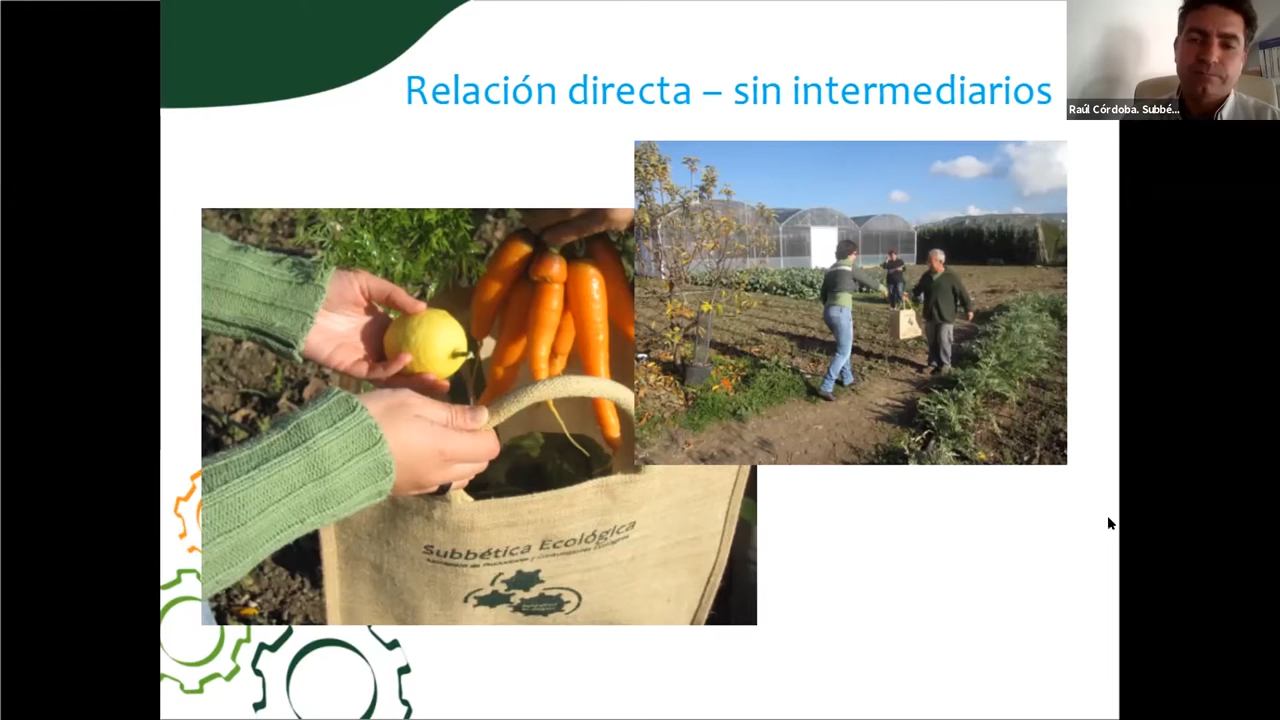 Relación directa – sin intermediarios
Raúl Córdoba. Subbé...
Subbética Ecológica